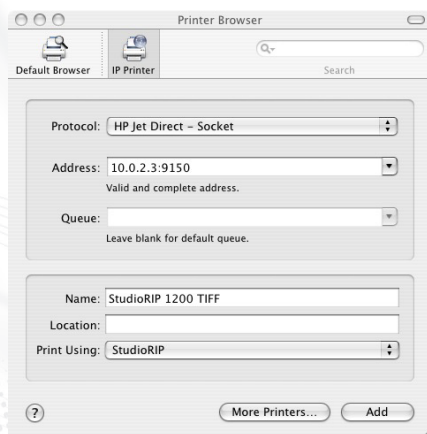 Printer Browser
Default Browser
IP Printer
Search
Protocol: HP Jet Direct – Socket
Address: 10.0.2.3:9150
Valid and complete address.
Queue:
Leave blank for default queue.
Name: StudioRIP 1200 TIFF
Location:
Print Using: StudioRIP
?
More Printers...
Add